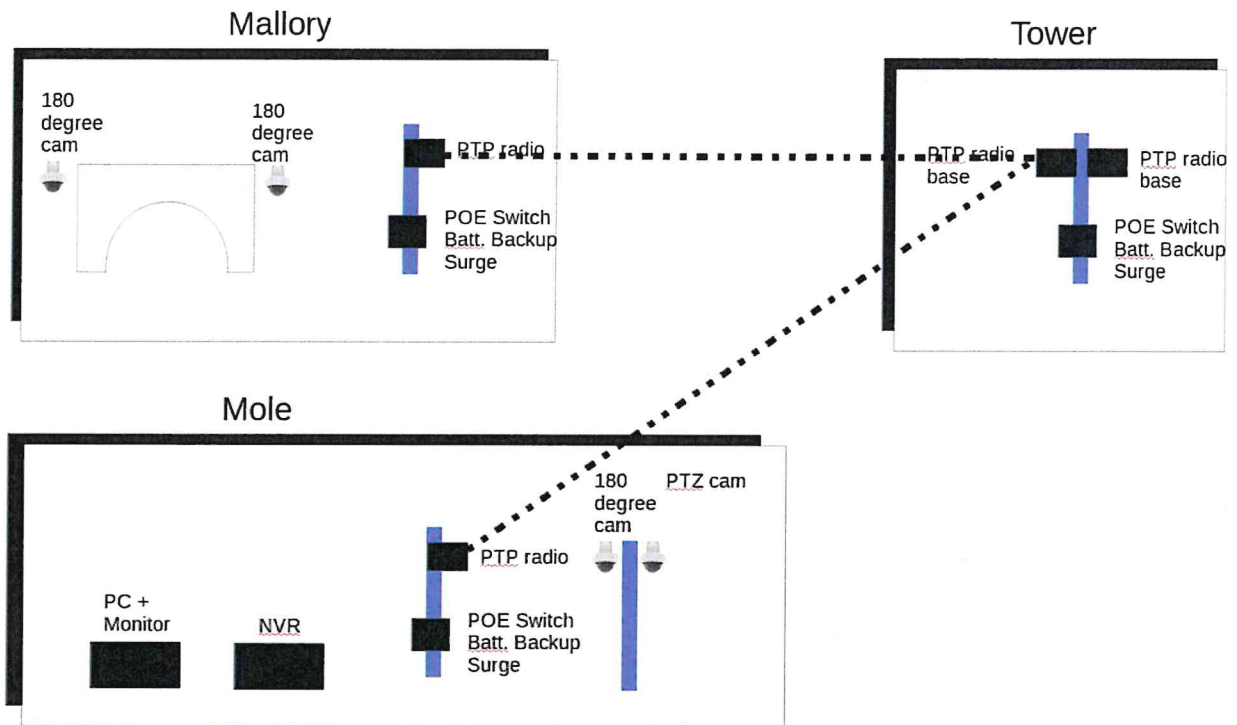 Mallory
180
degree
cam
180
degree
cam
PTP radio
POE Switch
Batt. Backup
Surge
Tower
PTP radio
base
PTP radio
base
POE Switch
Batt. Backup
Surge
Mole
PC +
Monitor
NVR
PTP radio
POE Switch
Batt. Backup
Surge
180
degree
cam
PTZ cam